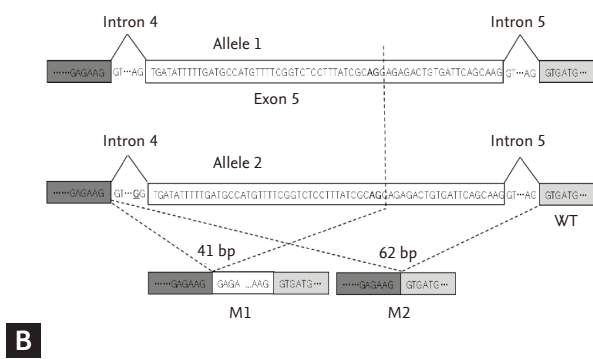 Intron 4 Intron 5
Allele 1
······GAGAAG GT···AG TGATATTTTTGATGCCATGTTTTCGGTCTCCTTTATCGCAGGAGAGACTGTGATTCAGCAAG GT···AG GTGATG···
Exon 5
Intron 4 Intron 5
Allele 2
······GAGAAG GT···GG TGATATTTTTGATGCCATGTTTTCGGTCTCCTTTATCGCAGGAGAGACTGTGATTCAGCAAG GT···AG GTGATG···
WT
41 bp 62 bp
······GAGAAG GAGA ...AAG GTGATG··· ······GAGAAG GTGATG···
M1 M2
B